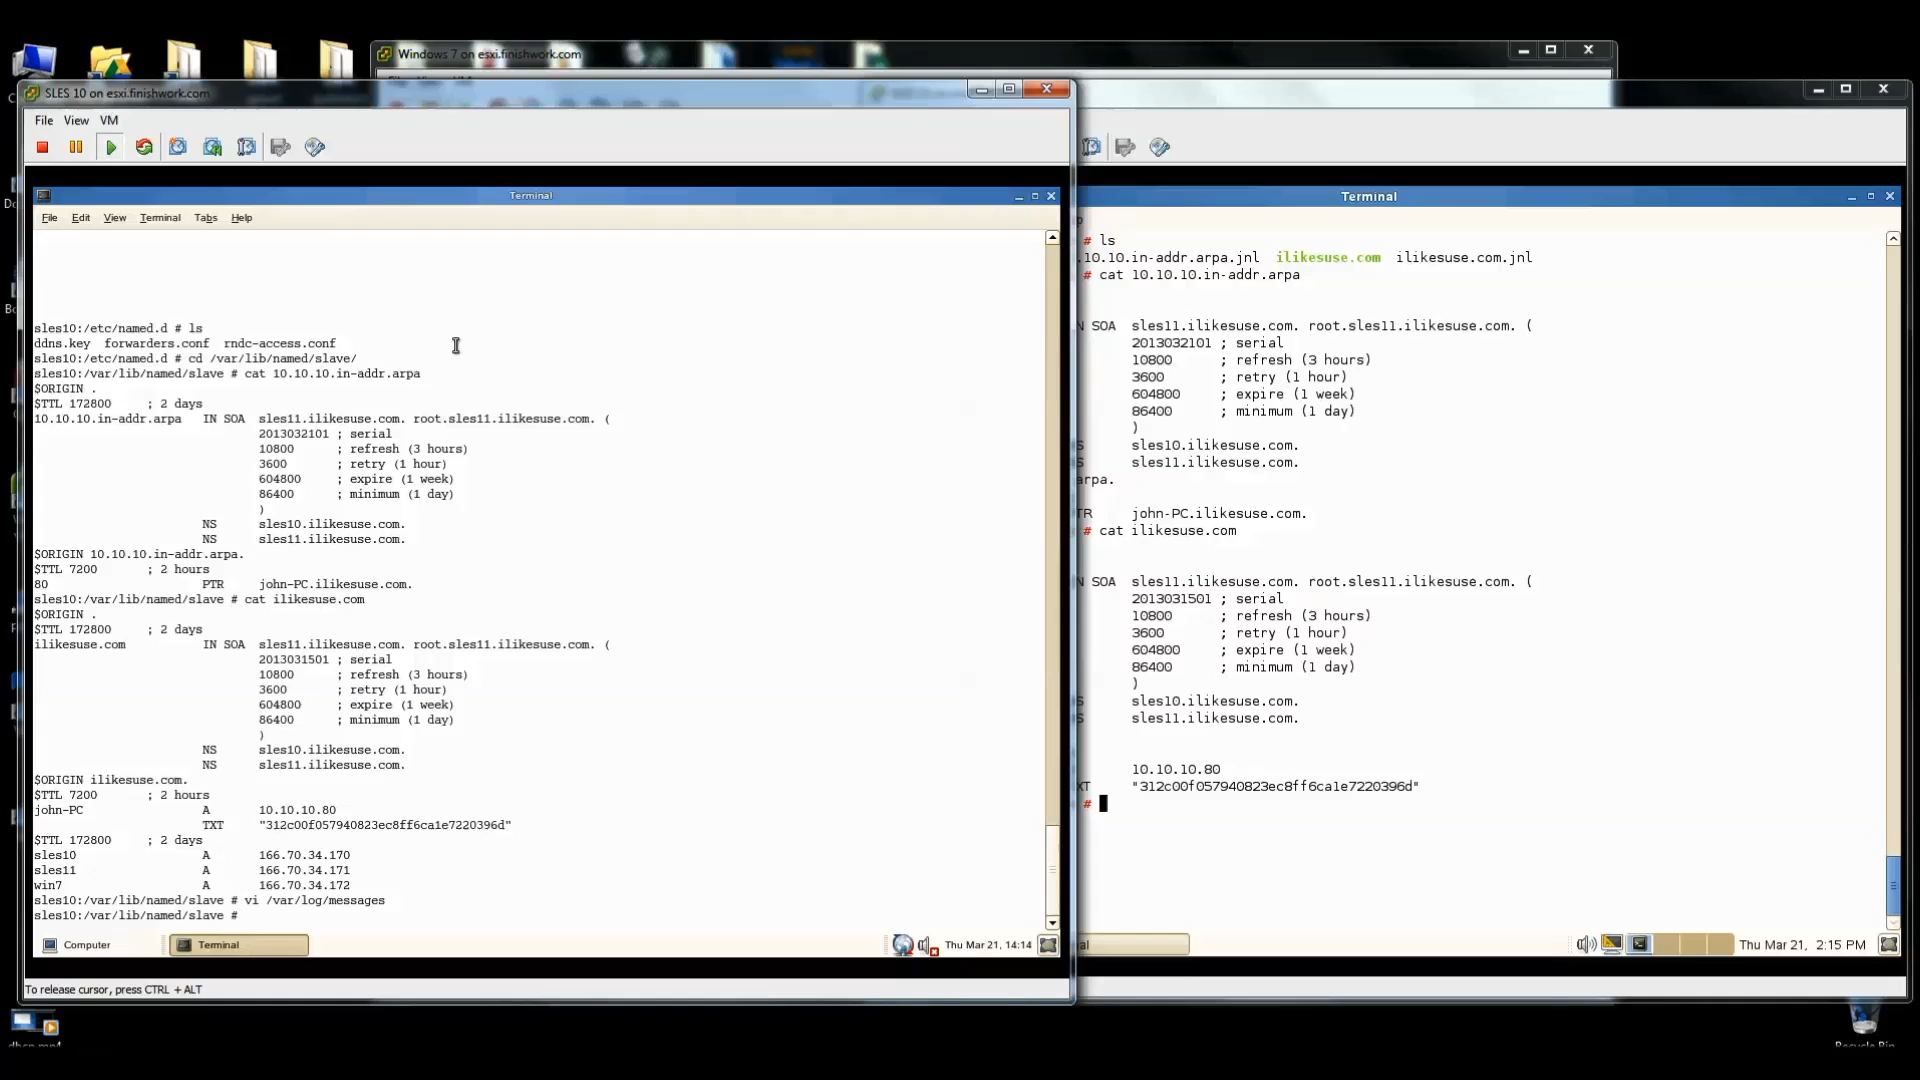 Windows 7 on esxi.finishwork.com
SLES 10 on esxi.finishwork.com
File View VM
Terminal
File Edit View Terminal Tabs Help
sles10:/etc/named.d # ls
ddns.key forwarders.conf rndc-access.conf
sles10:/etc/named.d # cd /var/lib/named/slave/
sles10:/var/lib/named/slave # cat 10.10.10.in-addr.arpa
$ORIGIN .
$TTL 172800 ; 2 days
10.10.10.in-addr.arpa IN SOA sles11.ilikesuse.com. root.sles11.ilikesuse.com. (
2013032101 ; serial
10800 ; refresh (3 hours)
3600 ; retry (1 hour)
604800 ; expire (1 week)
86400 ; minimum (1 day)
)
NS sles10.ilikesuse.com.
NS sles11.ilikesuse.com.
$ORIGIN 10.10.10.in-addr.arpa.
$TTL 7200 ; 2 hours
80 PTR john-PC.ilikesuse.com.
sles10:/var/lib/named/slave # cat ilikesuse.com
$ORIGIN .
$TTL 172800 ; 2 days
ilikesuse.com IN SOA sles11.ilikesuse.com. root.sles11.ilikesuse.com. (
2013031501 ; serial
10800 ; refresh (3 hours)
3600 ; retry (1 hour)
604800 ; expire (1 week)
86400 ; minimum (1 day)
)
NS sles10.ilikesuse.com.
NS sles11.ilikesuse.com.
$ORIGIN ilikesuse.com.
$TTL 7200 ; 2 hours
john-PC A 10.10.10.80
TXT "312c00f057940823ec8ff6ca1e7220396d"
$TTL 172800 ; 2 days
sles10 A 166.70.34.170
sles11 A 166.70.34.171
win7 A 166.70.34.172
sles10:/var/lib/named/slave # vi /var/log/messages
sles10:/var/lib/named/slave #
Computer Terminal Thu Mar 21, 14:14
To release cursor, press CTRL + ALT
Terminal
# ls
.10.10.in-addr.arpa.jnl ilikesuse.com ilikesuse.com.jnl
# cat 10.10.10.in-addr.arpa
N SOA sles11.ilikesuse.com. root.sles11.ilikesuse.com. (
2013032101 ; serial
10800 ; refresh (3 hours)
3600 ; retry (1 hour)
604800 ; expire (1 week)
86400 ; minimum (1 day)
)
S sles10.ilikesuse.com.
S sles11.ilikesuse.com.
arpa.
TR john-PC.ilikesuse.com.
# cat ilikesuse.com
N SOA sles11.ilikesuse.com. root.sles11.ilikesuse.com. (
2013031501 ; serial
10800 ; refresh (3 hours)
3600 ; retry (1 hour)
604800 ; expire (1 week)
86400 ; minimum (1 day)
)
S sles10.ilikesuse.com.
S sles11.ilikesuse.com.
10.10.10.80
XT "312c00f057940823ec8ff6ca1e7220396d"
#
al Thu Mar 21, 2:15 PM